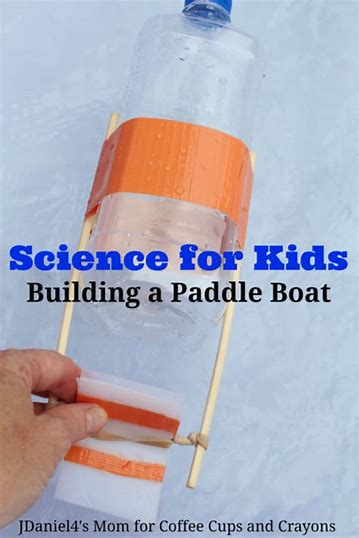 Science for Kids
Building a Paddle Boat
JDaniel4's Mom for Coffee Cups and Crayons